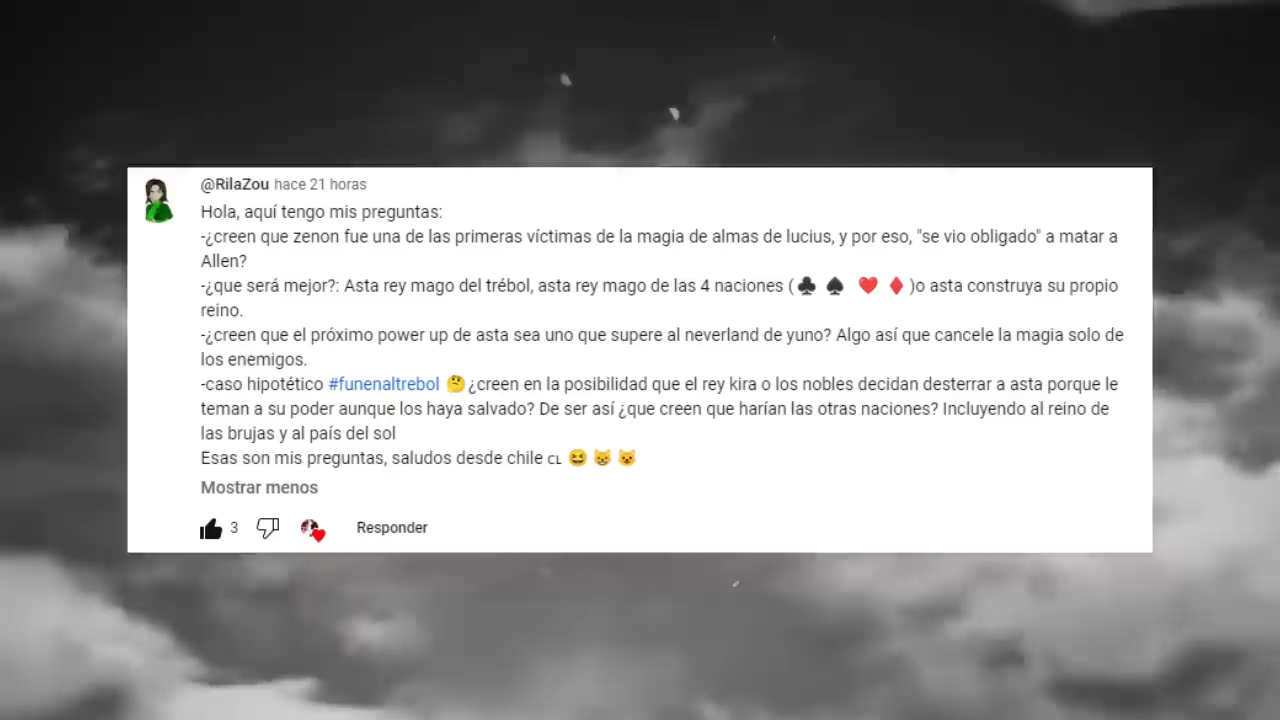 @RilaZou hace 21 horas
Hola, aquí tengo mis preguntas:
-¿creen que zenon fue una de las primeras víctimas de la magia de almas de lucius, y por eso, "se vio obligado" a matar a
Allen?
-¿que será mejor?: Asta rey mago del trébol, asta rey mago de las 4 naciones (♣️ ♠️ ❤️ ♦️)o asta construya su propio
reino.
-¿creen que el próximo power up de asta sea uno que supere al neverland de yuno? Algo así que cancele la magia solo de
los enemigos.
-caso hipotético #funenaltrebol 🤔¿creen en la posibilidad que el rey kira o los nobles decidan desterrar a asta porque le
teman a su poder aunque los haya salvado? De ser así ¿que creen que harían las otras naciones? Incluyendo al reino de
las brujas y al país del sol
Esas son mis preguntas, saludos desde chile CL 😆 😸 😺
Mostrar menos
3 Responder